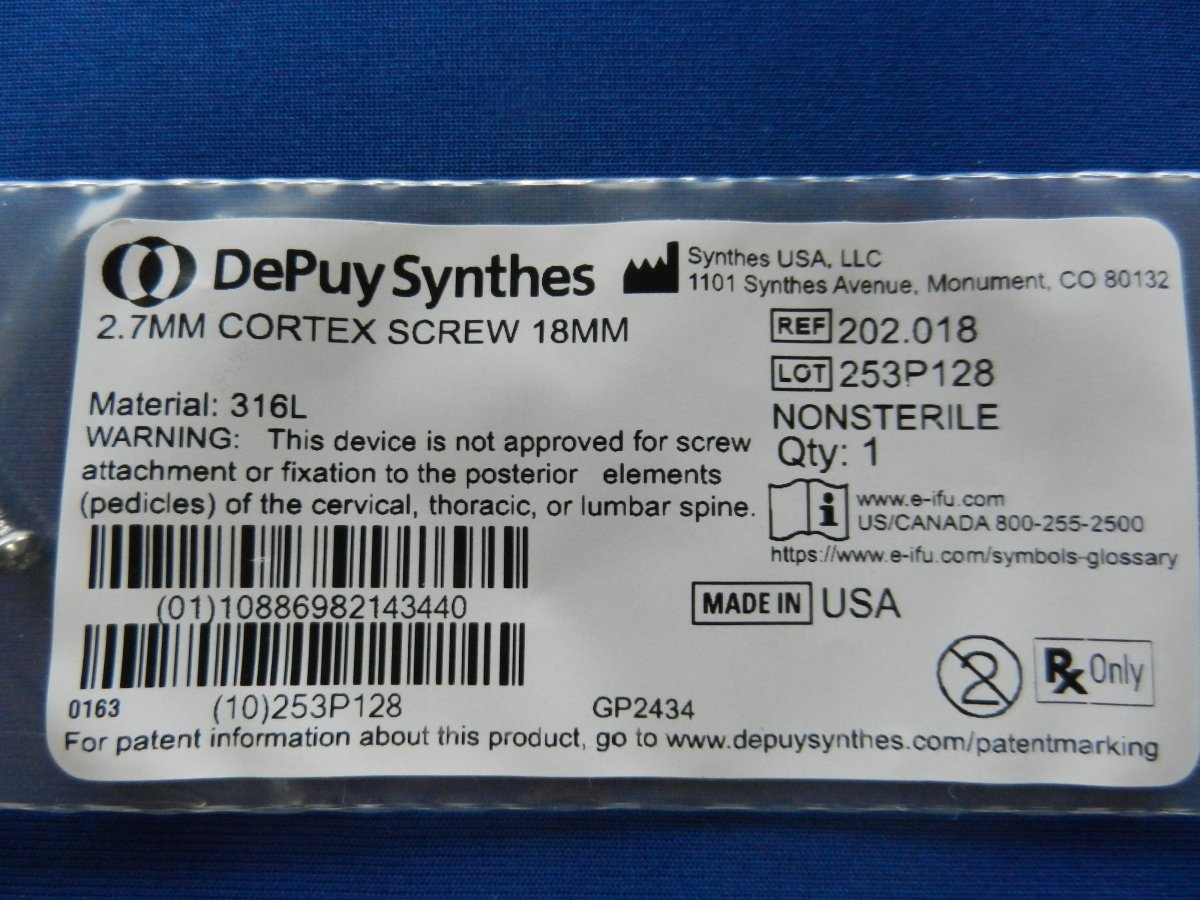 DePuy Synthes
Synthes USA, LLC
1101 Synthes Avenue, Monument, CO 80132
2.7MM CORTEX SCREW 18MM
REF 202.018
LOT 253P128
NONSTERILE
Qty: 1
Material: 316L
WARNING: This device is not approved for screw
attachment or fixation to the posterior elements
(pedicles) of the cervical, thoracic, or lumbar spine.
i
www.e-ifu.com
US/CANADA 800-255-2500
https://www.e-ifu.com/symbols-glossary
(01)10886982143440
MADE IN USA
2
Rx Only
0163
(10)253P128
GP2434
For patent information about this product, go to www.depuysynthes.com/patentmarking